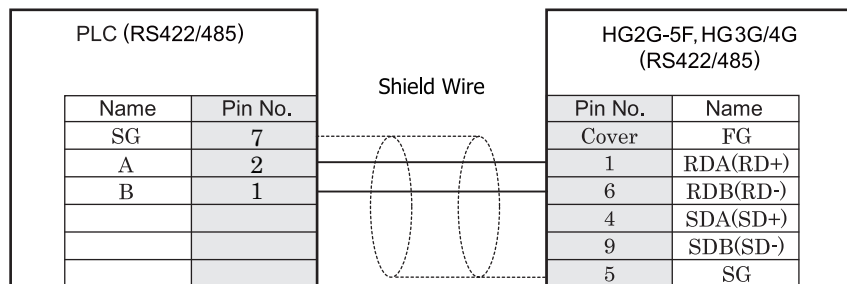 PLC (RS422/485)
HG2G-5F, HG3G/4G
(RS422/485)
Shield Wire
Name Pin No.
Pin No. Name
SG 7
Cover FG
A 2
1 RDA(RD+)
B 1
6 RDB(RD-)
4 SDA(SD+)
9 SDB(SD-)
5 SG